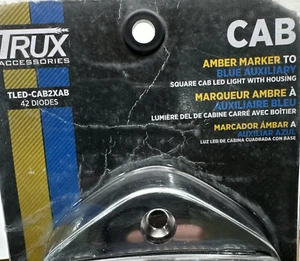 TRUX
ACCESSORIES
TLED-CAB2XAB
42 DIODES
CAB
AMBER MARKER TO
BLUE AUXILIARY
SQUARE CAB LED LIGHT WITH HOUSING
MARQUEUR AMBRE À
AUXILIAIRE BLEU
LUMIÈRE DEL DE CABINE CARRÉ AVEC BOÎTIER
MARCADOR ÁMBAR A
AUXILIAR AZUL
LUZ LED DE CABINA CUADRADA CON BASE